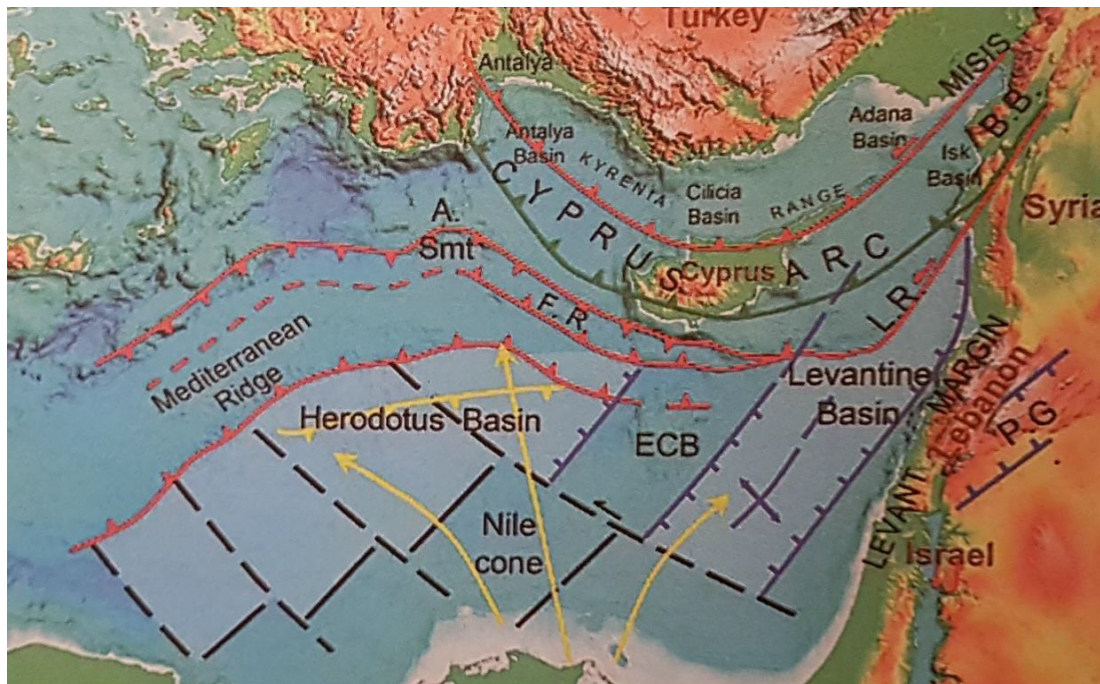 Turkey
Antalya
MISIS
B.B.
Adana
Basin
Antalya
Basin
KYRENIA
Isk
Basin
Cilicia
Basin
RANGE
Syria
CYPRUS ARC
A.
Smt
Cyprus
F.R.
L.R.
Mediterranean
Ridge
Levantine
Basin
LEVANT MARGIN
Lebanon
P.G
Herodotus Basin
ECB
Nile
cone
Israel